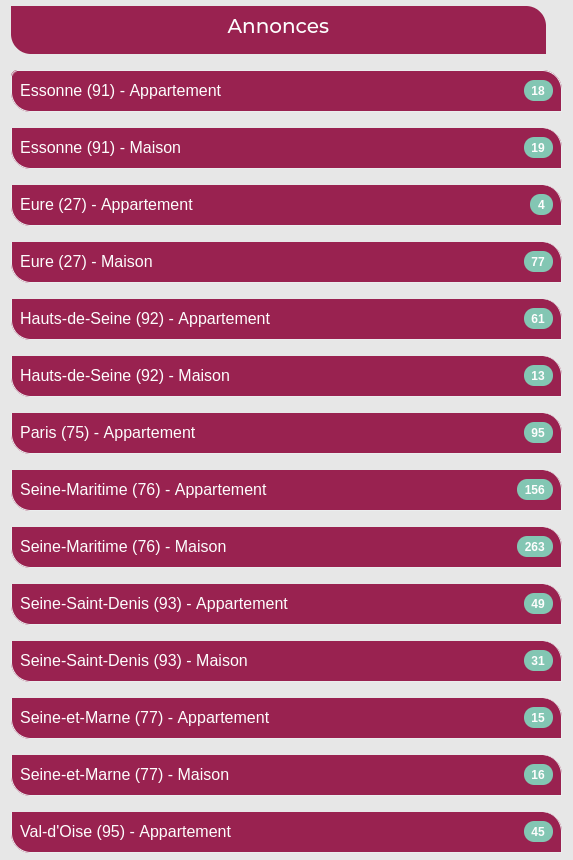 Annonces
Essonne (91) - Appartement 18
Essonne (91) - Maison 19
Eure (27) - Appartement 4
Eure (27) - Maison 77
Hauts-de-Seine (92) - Appartement 61
Hauts-de-Seine (92) - Maison 13
Paris (75) - Appartement 95
Seine-Maritime (76) - Appartement 156
Seine-Maritime (76) - Maison 263
Seine-Saint-Denis (93) - Appartement 49
Seine-Saint-Denis (93) - Maison 31
Seine-et-Marne (77) - Appartement 15
Seine-et-Marne (77) - Maison 16
Val-d'Oise (95) - Appartement 45